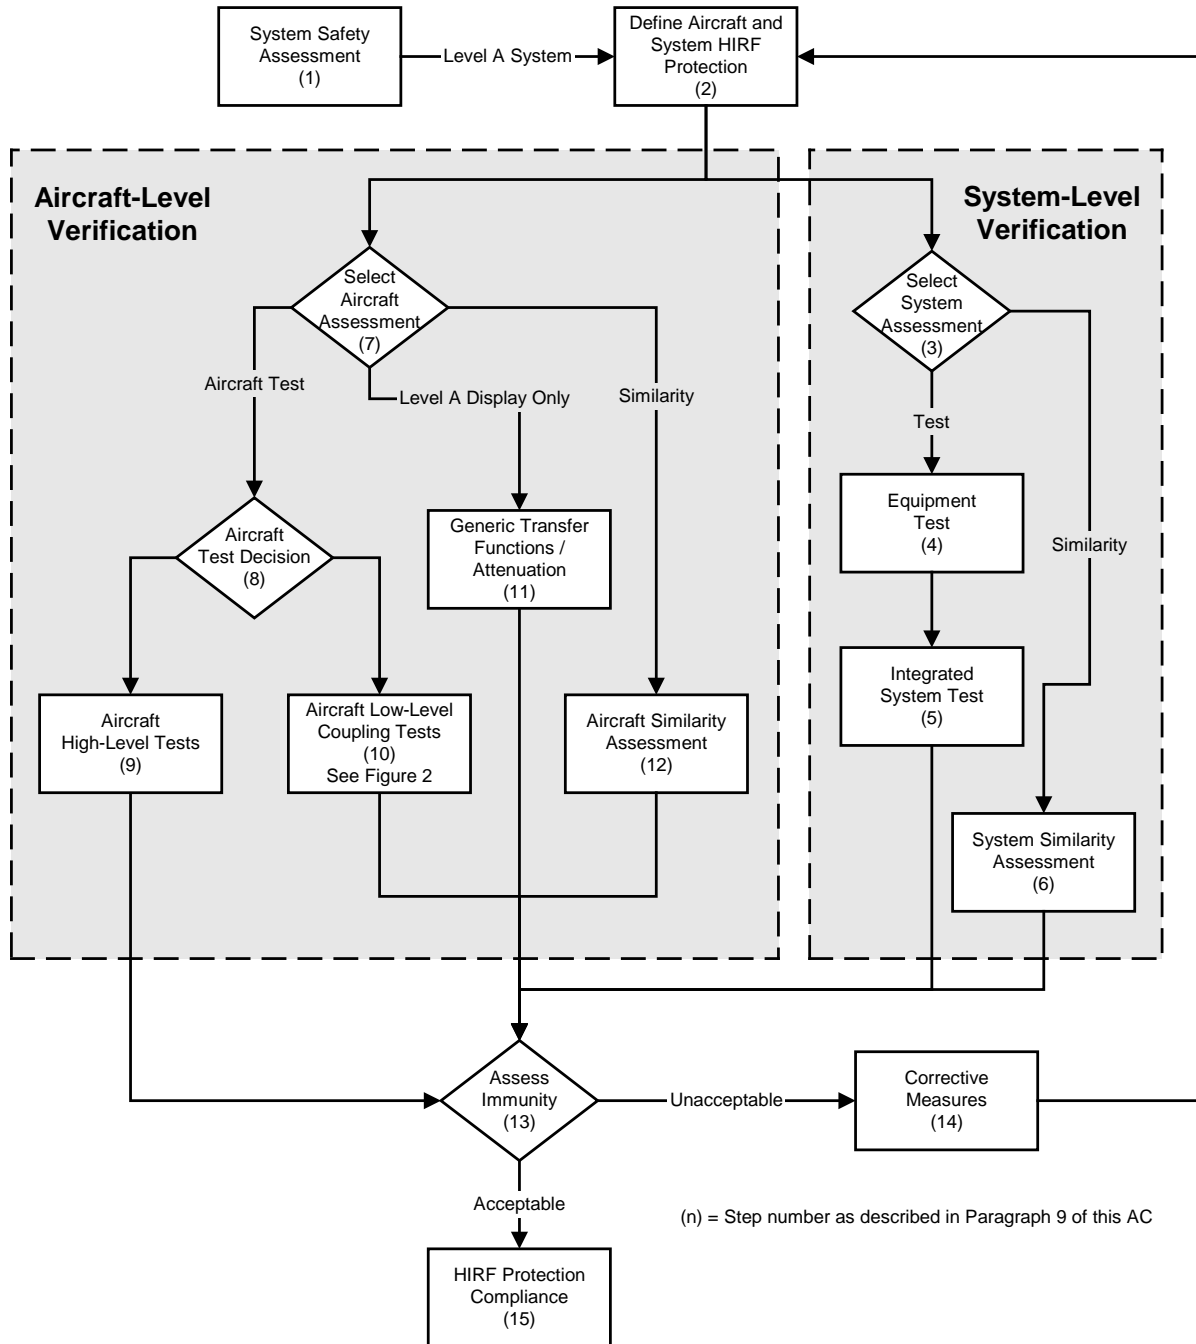 System Safety
Assessment
(1)
Level A System
Define Aircraft and
System HIRF
Protection
(2)
Aircraft-Level
Verification
System-Level
Verification
Select
Aircraft
Assessment
(7)
Select
System
Assessment
(3)
Aircraft Test
Level A Display Only
Similarity
Test
Similarity
Aircraft
Test Decision
(8)
Generic Transfer
Functions /
Attenuation
(11)
Equipment
Test
(4)
Integrated
System Test
(5)
Aircraft
High-Level Tests
(9)
Aircraft Low-Level
Coupling Tests
(10)
See Figure 2
Aircraft Similarity
Assessment
(12)
System Similarity
Assessment
(6)
Assess
Immunity
(13)
Unacceptable
Corrective
Measures
(14)
Acceptable
(n) = Step number as described in Paragraph 9 of this AC
HIRF Protection
Compliance
(15)